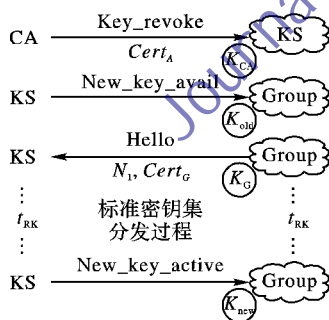 CA Key_revoke KS
Cert_A K_CA
KS New_key_avail Group
K_old
KS Hello Group
N_1, Cert_G K_G
t_RK 标准密钥集 t_RK
分发过程
KS New_key_active Group
K_new
Journa